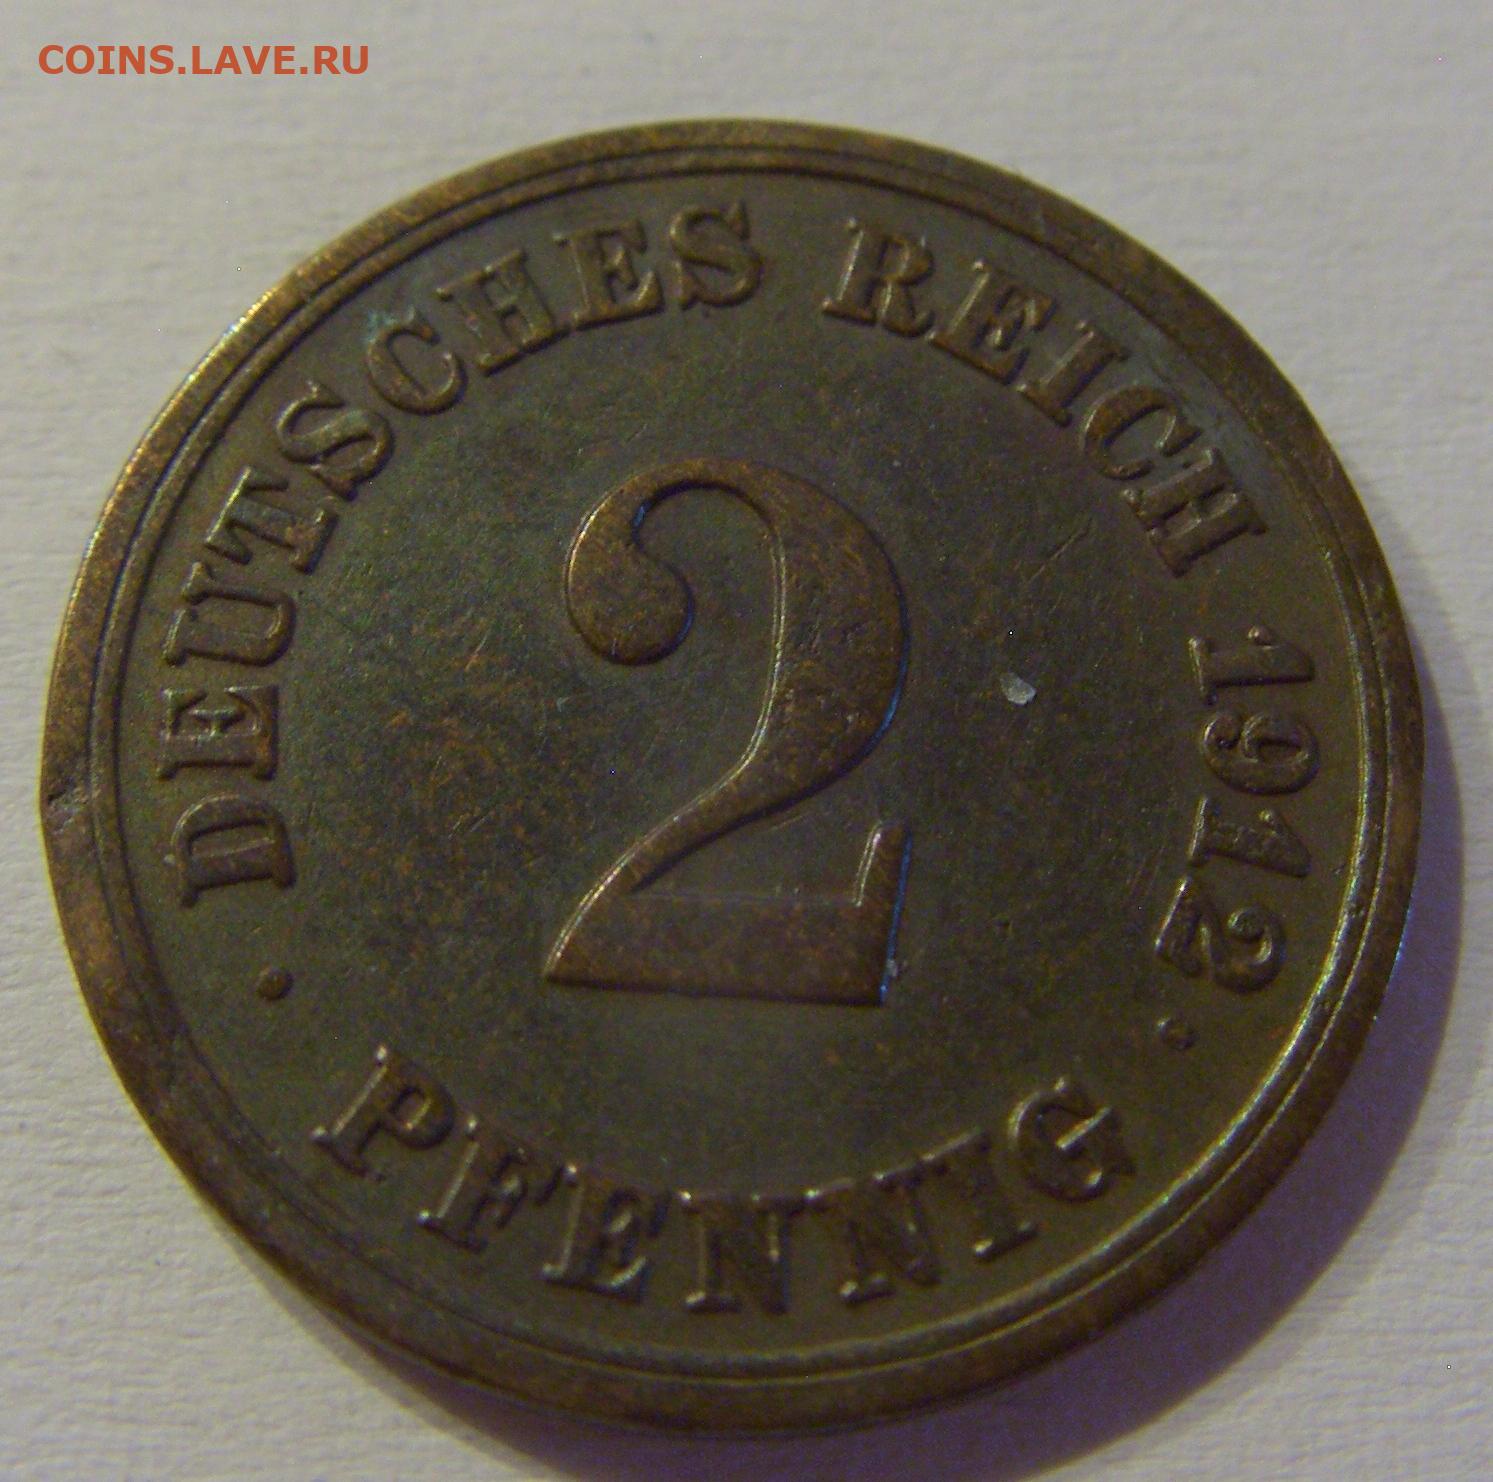 COINS.LAVE.RU
· DEUTSCHES REICH 1912 ·
2
PFENNIG